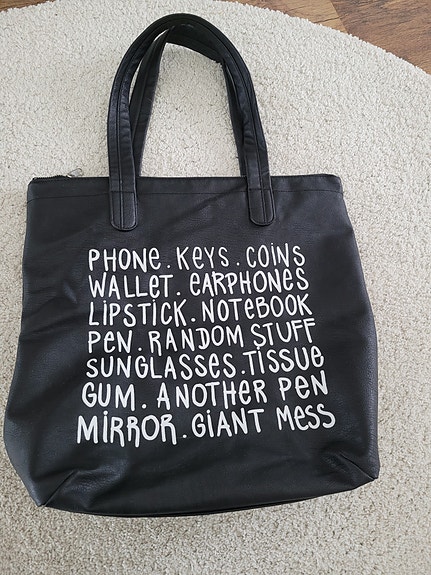 PHONE. KEYS. COINS
WALLET. EARPHONES
LIPSTICK. NOTEBOOK
PEN. RANDOM STUFF
SUNGLASSES. TISSUE
GUM. ANOTHER PEN
MIRROR. GIANT MESS